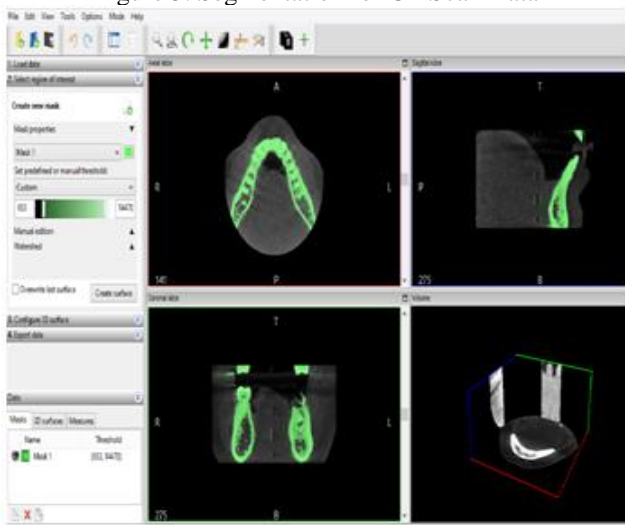 File Edit View Tools Options Mode Help
1. Load data
2. Select region of interest
Create new mask
Mask properties
Mask 1
Set predefined or manual threshold:
Custom
Manual edition
Watershed
Overwrite last surface
Create surface
3. Configure 3D surface
4. Export data
Data
Masks 3D surfaces Measures
Name Threshold
Mask 1
Axial slice
A
R
L
P
Sagittal slice
T
P
275
B
Coronal slice
T
R
L
275
B
Volume